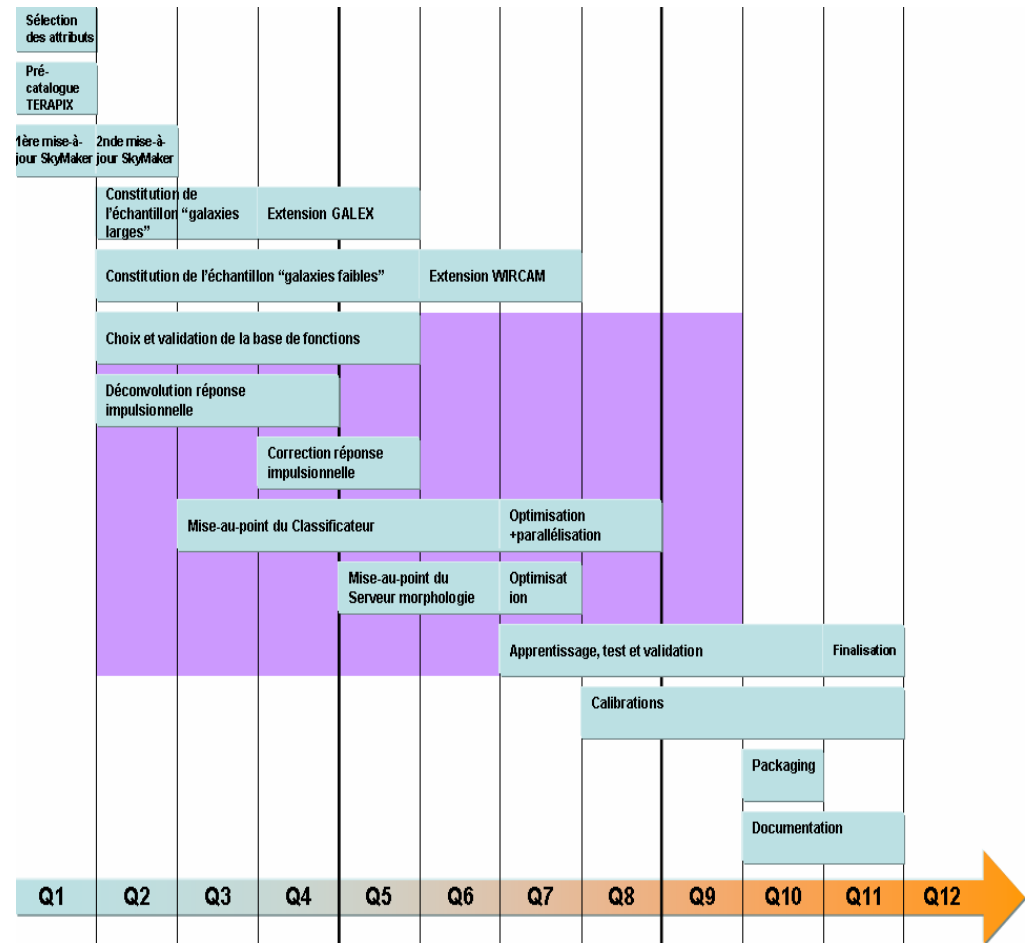 Sélection
des attributs
Pré-
catalogue
TERAPIX
1ère mise-à-
jour SkyMaker
2nde mise-à-
jour SkyMaker
Constitution de
l'échantillon "galaxies
larges"
Extension GALEX
Constitution de l'échantillon "galaxies faibles"
Extension WIRCAM
Choix et validation de la base de fonctions
Déconvolution réponse
impulsionnelle
Correction réponse
impulsionnelle
Mise-au-point du Classificateur
Optimisation
+parallélisation
Mise-au-point du
Serveur morphologie
Optimisat
ion
Apprentissage, test et validation
Finalisation
Calibrations
Packaging
Documentation
Q1 Q2 Q3 Q4 Q5 Q6 Q7 Q8 Q9 Q10 Q11 Q12